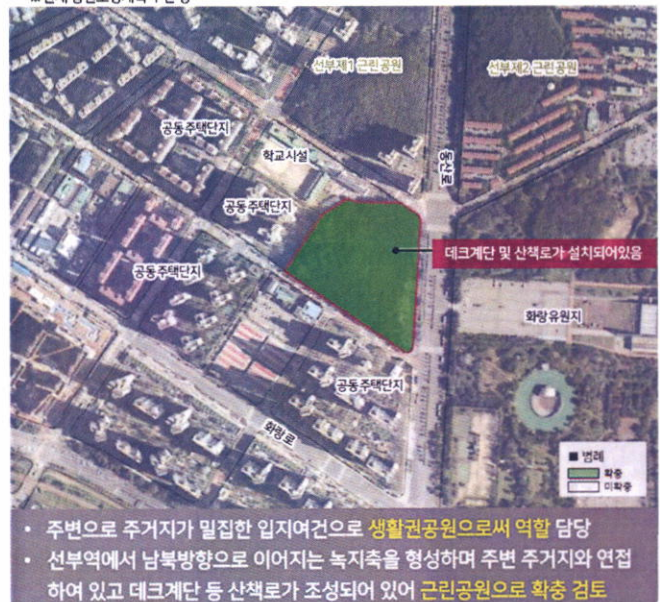 선부제1 근린공원
선부제2 근린공원
공동주택단지
학교시설
동산로
공동주택단지
데크계단 및 산책로가 설치되어있음
공동주택단지
화랑유원지
공동주택단지
화랑로
■ 범례
확충
미확충
• 주변으로 주거지가 밀집한 입지여건으로 생활권공원으로써 역할 담당
• 선부역에서 남북방향으로 이어지는 녹지축을 형성하며 주변 주거지와 연접
하여 있고 데크계단 등 산책로가 조성되어 있어 근린공원으로 확충 검토